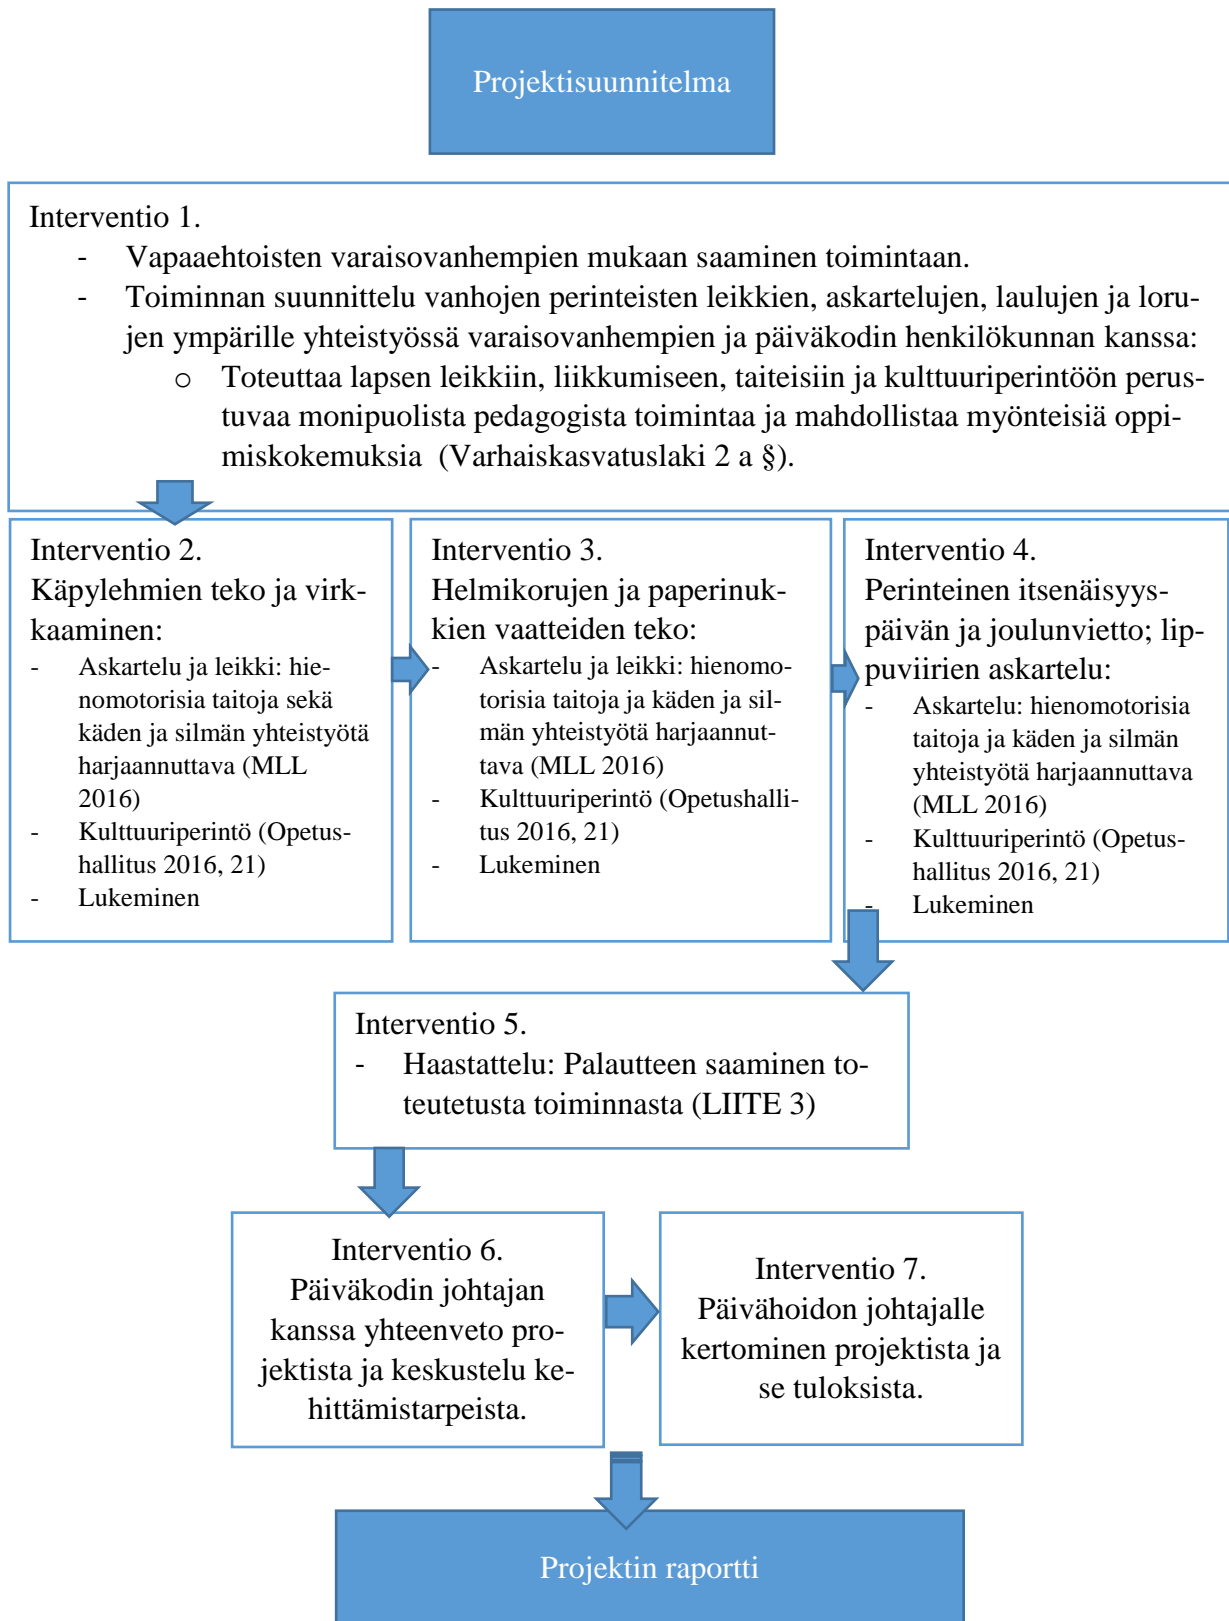 Projektisuunnitelma
Interventio 1.
- Vapaaehtoisten varaisovanhempien mukaan saaminen toimintaan.
- Toiminnan suunnittelu vanhojen perinteisten leikkien, askartelujen, laulujen ja loru-
jen ympärille yhteistyössä varaisovanhempien ja päiväkodin henkilökunnan kanssa:
o Toteuttaa lapsen leikkiin, liikkumiseen, taiteisiin ja kulttuuriperintöön perus-
tuvaa monipuolista pedagogista toimintaa ja mahdollistaa myönteisiä oppi-
miskokemuksia (Varhaiskasvatuslaki 2 a §).
Interventio 2.
Käpylehmien teko ja virk-
kaaminen:
- Askartelu ja leikki: hie-
nomotorisia taitoja sekä
käden ja silmän yhteistyötä
harjaannuttava (MLL
2016)
- Kulttuuriperintö (Opetus-
hallitus 2016, 21)
- Lukeminen
Interventio 3.
Helmikorujen ja paperinuk-
kien vaatteiden teko:
- Askartelu ja leikki: hienomo-
torisia taitoja ja käden ja sil-
män yhteistyötä harjaannut-
tava (MLL 2016)
- Kulttuuriperintö (Opetushalli-
tus 2016, 21)
- Lukeminen
Interventio 4.
Perinteinen itsenäisyys-
päivän ja joulunvietto; lip-
puviirien askartelu:
- Askartelu: hienomotorisia
taitoja ja käden ja silmän
yhteistyötä harjaannuttava
(MLL 2016)
- Kulttuuriperintö (Opetus-
hallitus 2016, 21)
- Lukeminen
Interventio 5.
- Haastattelu: Palautteen saaminen to-
teutetusta toiminnasta (LIITE 3)
Interventio 6.
Päiväkodin johtajan
kanssa yhteenveto pro-
jektista ja keskustelu ke-
hittämistarpeista.
Interventio 7.
Päivähoidon johtajalle
kertominen projektista ja
se tuloksista.
Projektin raportti